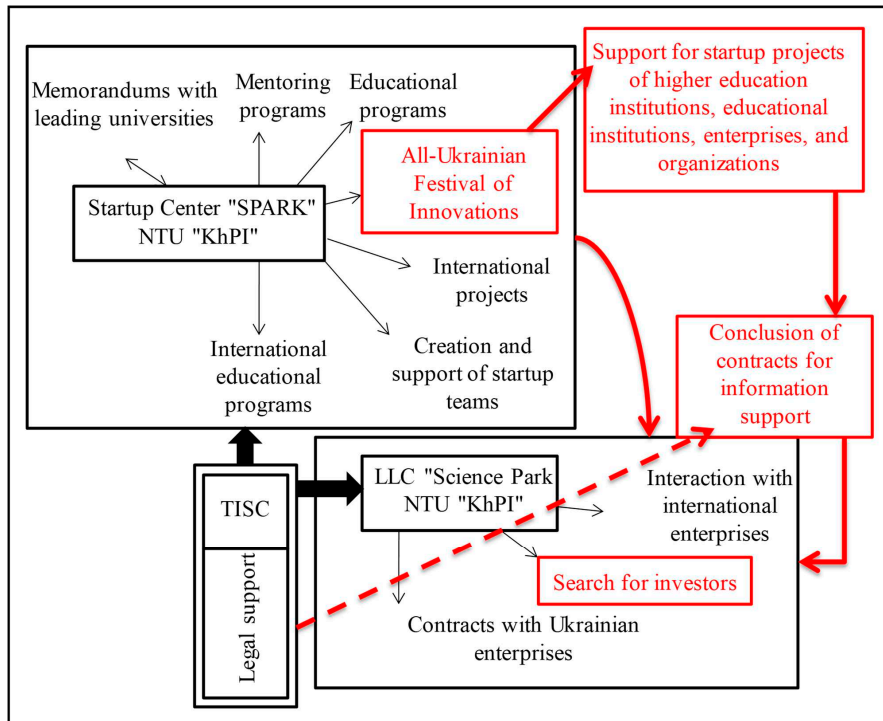 Memorandums with
leading universities
Mentoring
programs
Educational
programs
All-Ukrainian
Festival of
Innovations
Support for startup projects
of higher education
institutions, educational
institutions, enterprises, and
organizations
Startup Center "SPARK"
NTU "KhPI"
International
projects
International
educational
programs
Creation and
support of startup
teams
Conclusion of
contracts for
information
support
TISC
Legal support
LLC "Science Park
NTU "KhPI"
Interaction with
international
enterprises
Search for investors
Contracts with Ukrainian
enterprises